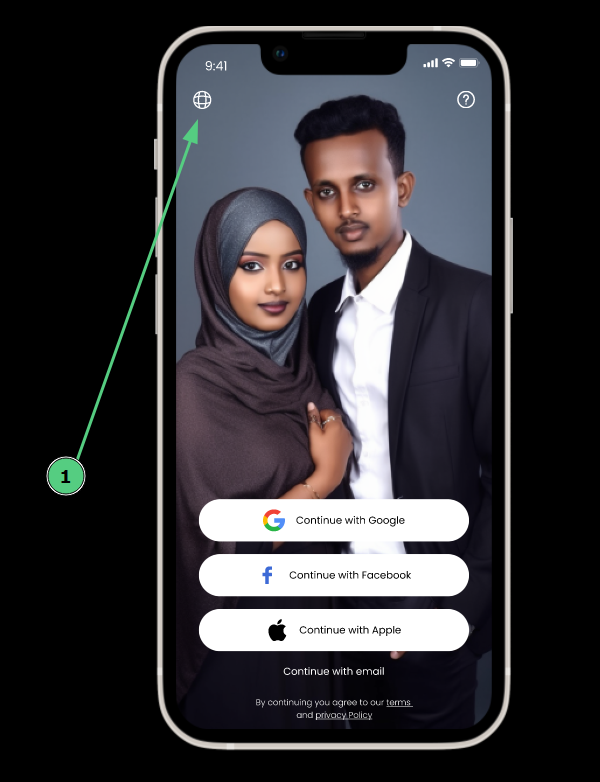 9:41
1
Continue with Google
Continue with Facebook
Continue with Apple
Continue with email
By continuing you agree to our terms
and privacy Policy